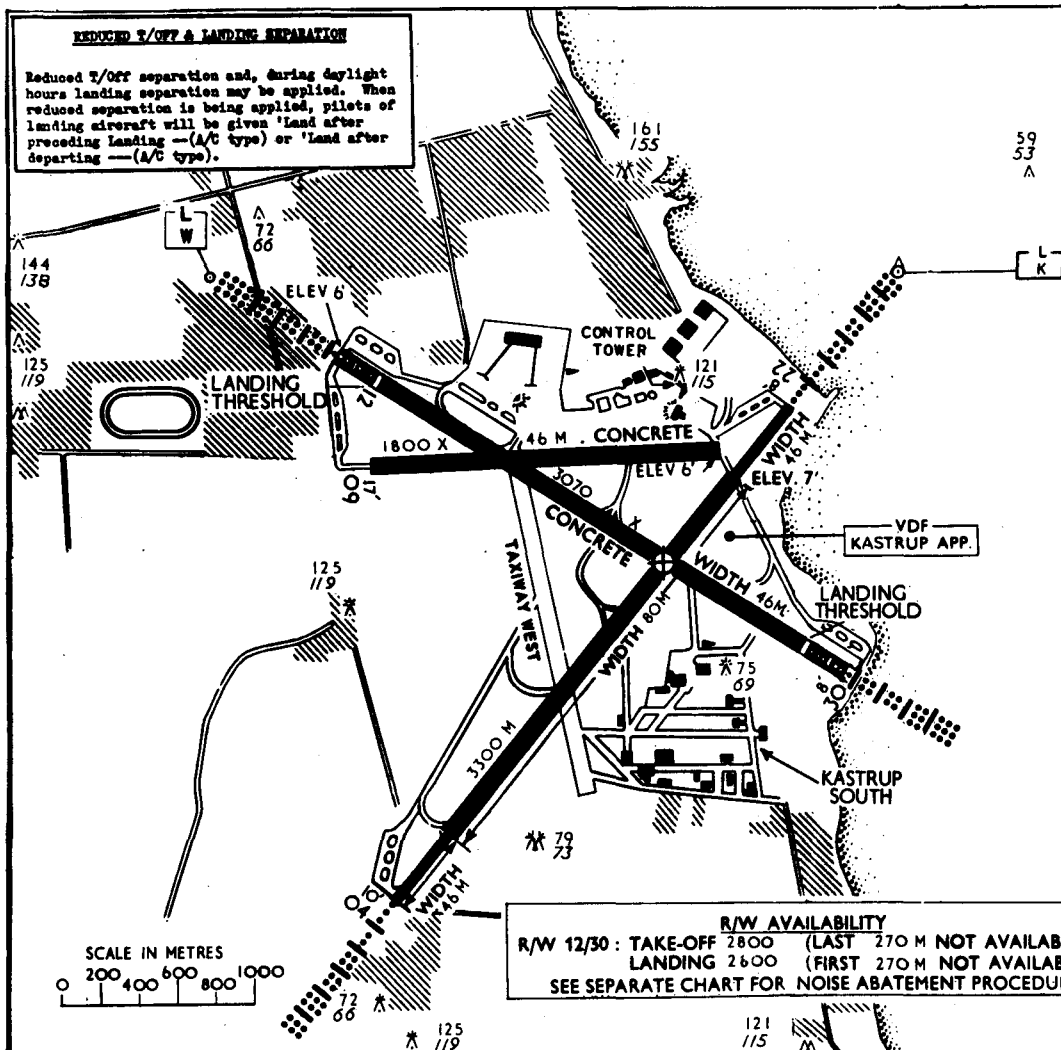 REDUCED T/OFF & LANDING SEPARATION
Reduced T/Off separation and, during daylight
hours landing separation may be applied. When
reduced separation is being applied, pilots of
landing aircraft will be given 'Land after
preceding Landing —(A/C type) or 'Land after
departing —(A/C type).
161
155
59
53
L
W
72
66
L
K
144
138
ELEV 6'
CONTROL
TOWER
121
115
125
119
LANDING
THRESHOLD
12
22
8'
1800 X
46 M.
CONCRETE
WIDTH
46 M
ELEV 6'
ELEV. 7'
09
17'
3070
X
CONCRETE
VDF
KASTRUP APP.
TAXIWAY WEST
WIDTH 46M.
LANDING
THRESHOLD
125
119
WIDTH 80M
75
69
30
8
3300 M
KASTRUP
SOUTH
79
73
04
10'
WIDTH
46 M
R/W AVAILABILITY
R/W 12/30 : TAKE-OFF 2800 (LAST 270 M NOT AVAILAB
LANDING 2600 (FIRST 270 M NOT AVAILAB
SEE SEPARATE CHART FOR NOISE ABATEMENT PROCEDU
SCALE IN METRES
0 200 400 600 800 1000
72
66
125
119
121
115